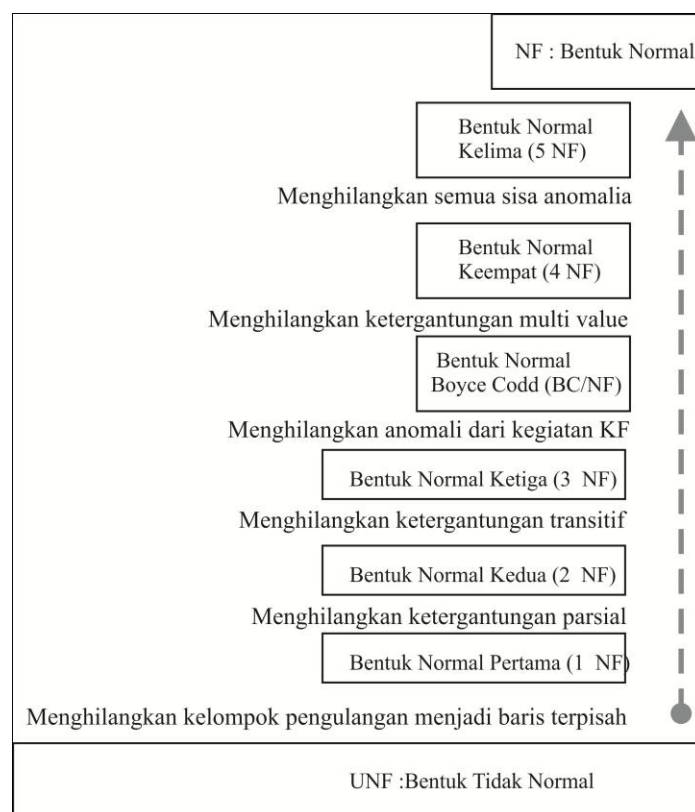 NF : Bentuk Normal
Bentuk Normal
Kelima (5 NF)
Menghilangkan semua sisa anomalia
Bentuk Normal
Keempat (4 NF)
Menghilangkan ketergantungan multi value
Bentuk Normal
Boyce Codd (BC/NF)
Menghilangkan anomali dari kegiatan KF
Bentuk Normal Ketiga (3 NF)
Menghilangkan ketergantungan transitif
Bentuk Normal Kedua (2 NF)
Menghilangkan ketergantungan parsial
Bentuk Normal Pertama (1 NF)
Menghilangkan kelompok pengulangan menjadi baris terpisah
UNF :Bentuk Tidak Normal